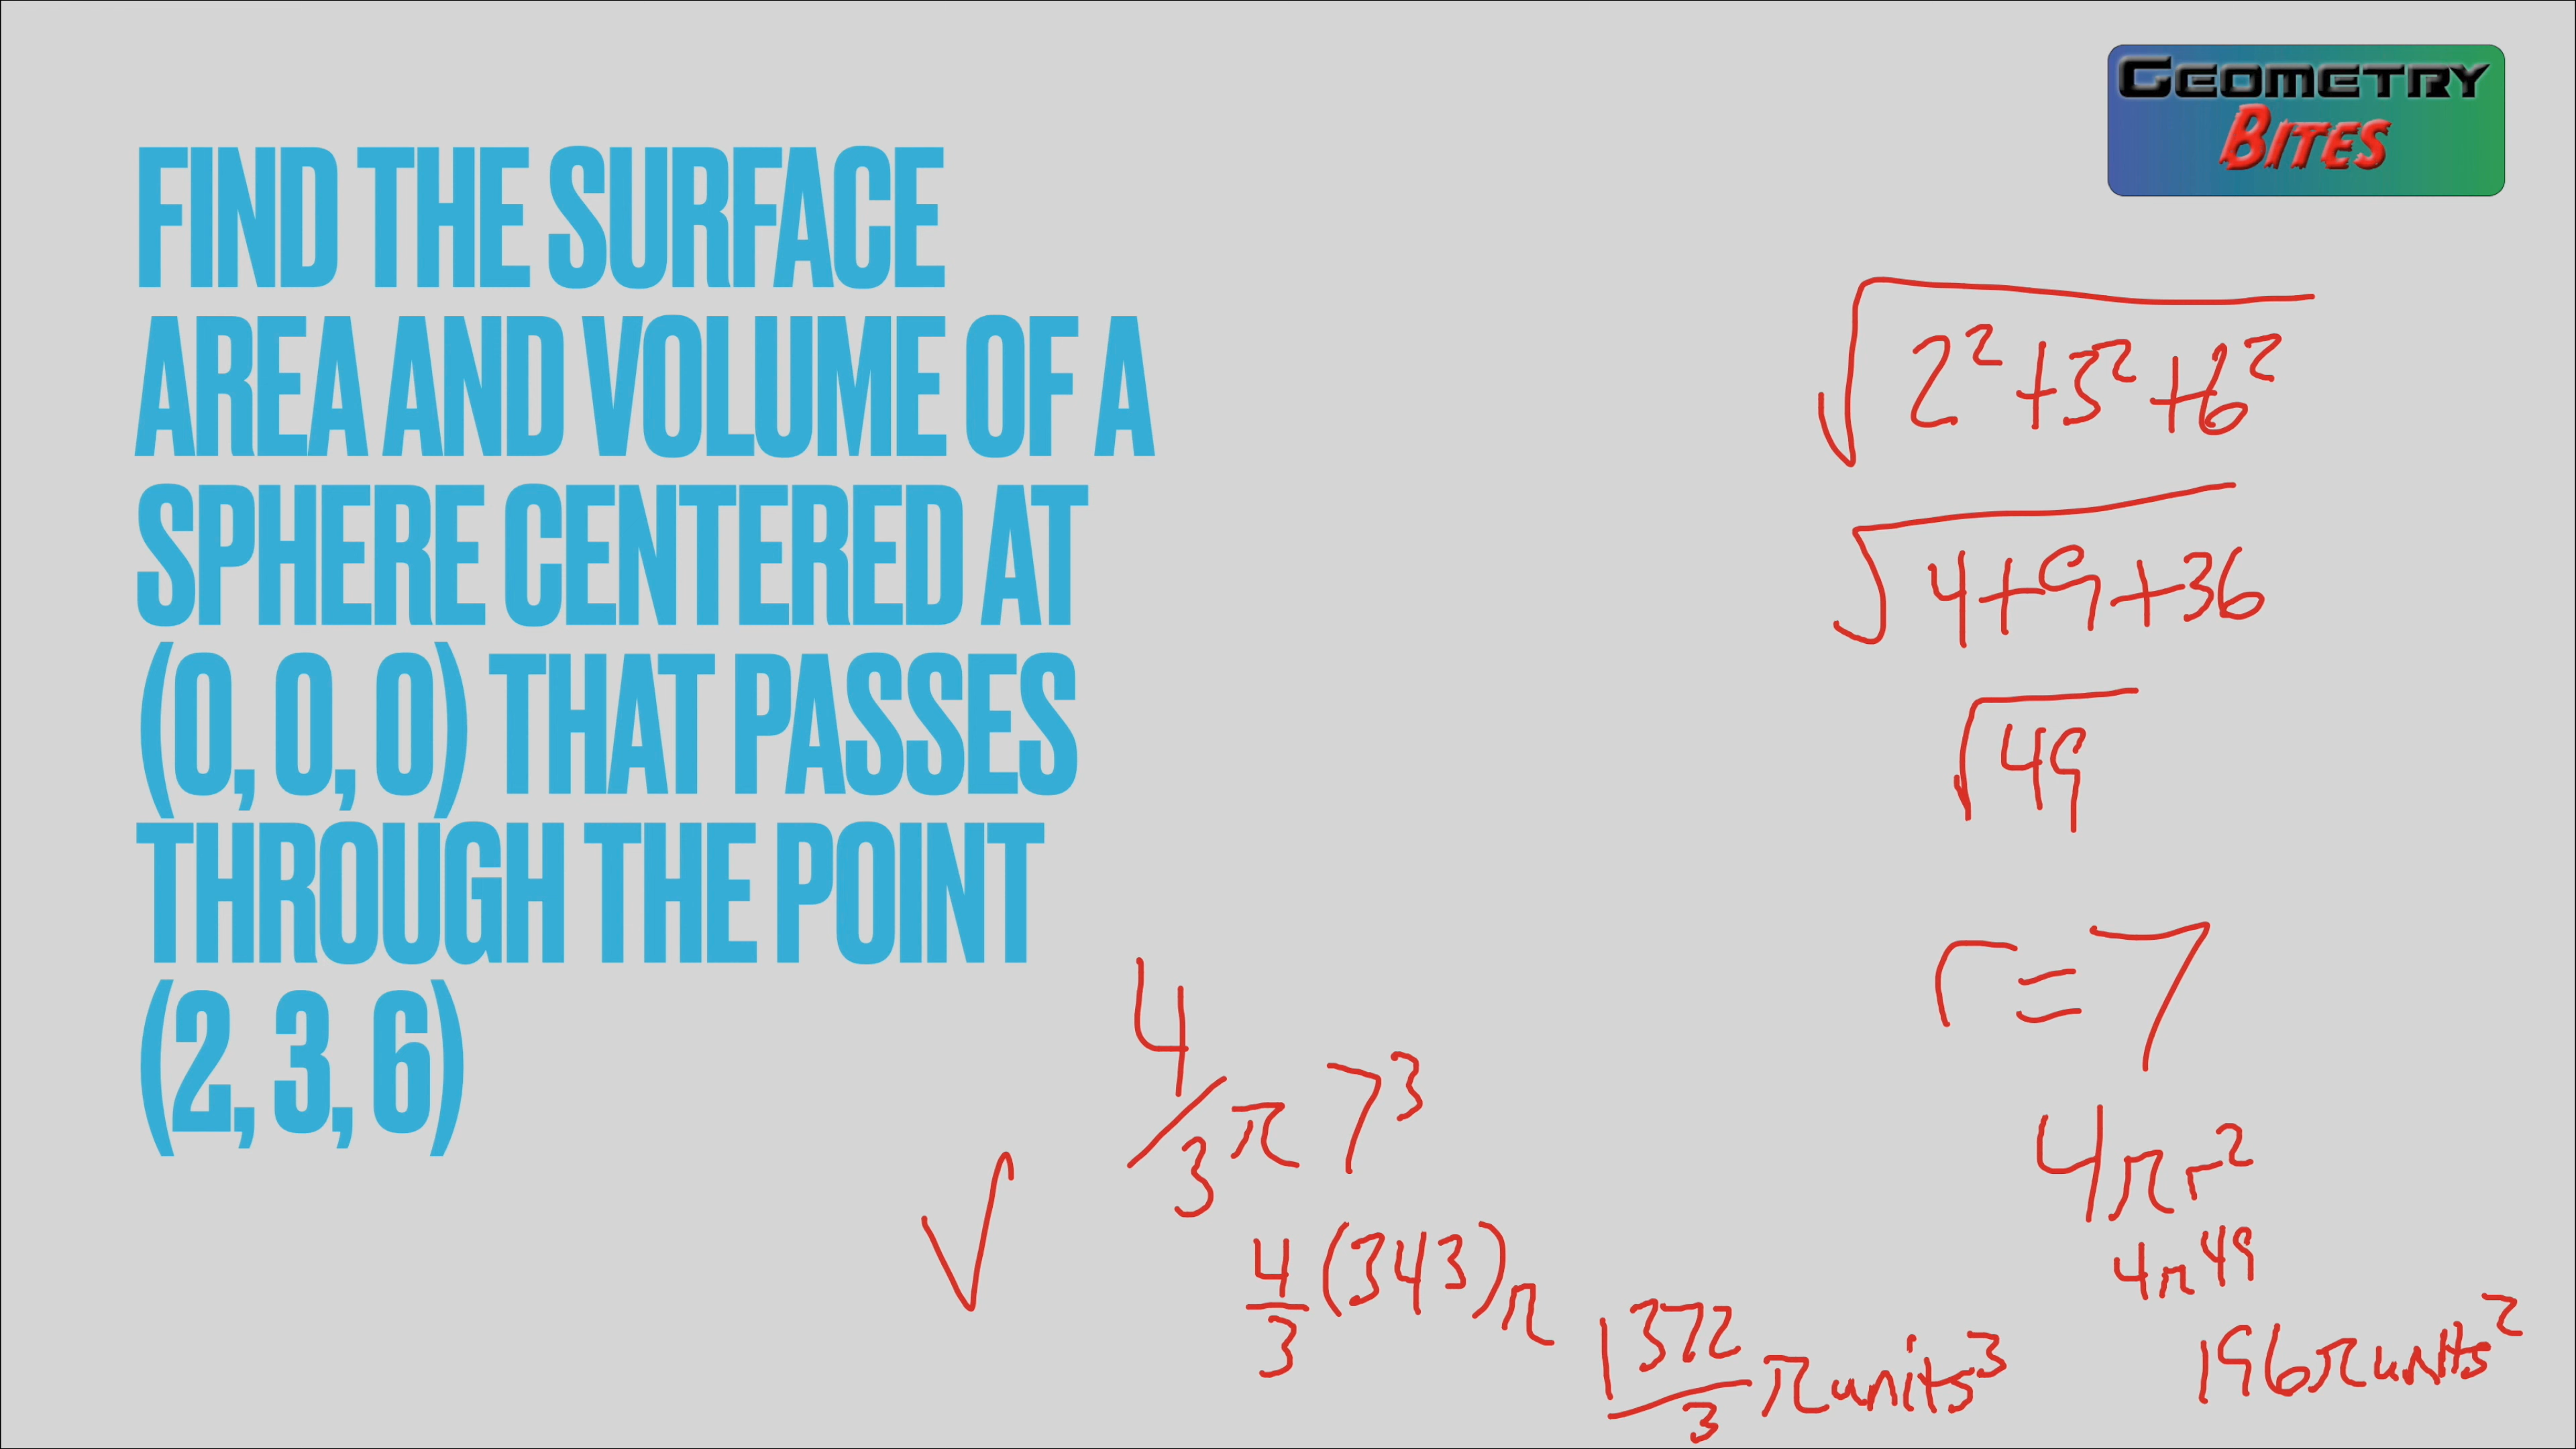 GEOMETRY
BITES
FIND THE SURFACE
AREA AND VOLUME OF A
SPHERE CENTERED AT
(0, 0, 0) THAT PASSES
THROUGH THE POINT
(2, 3, 6)
√2²+3²+6²
√4+9+36
√49
r=7
4πr²
4π49
196π units²
4/3 π 7³
√
4/3 (343)π
1372/3 π units³